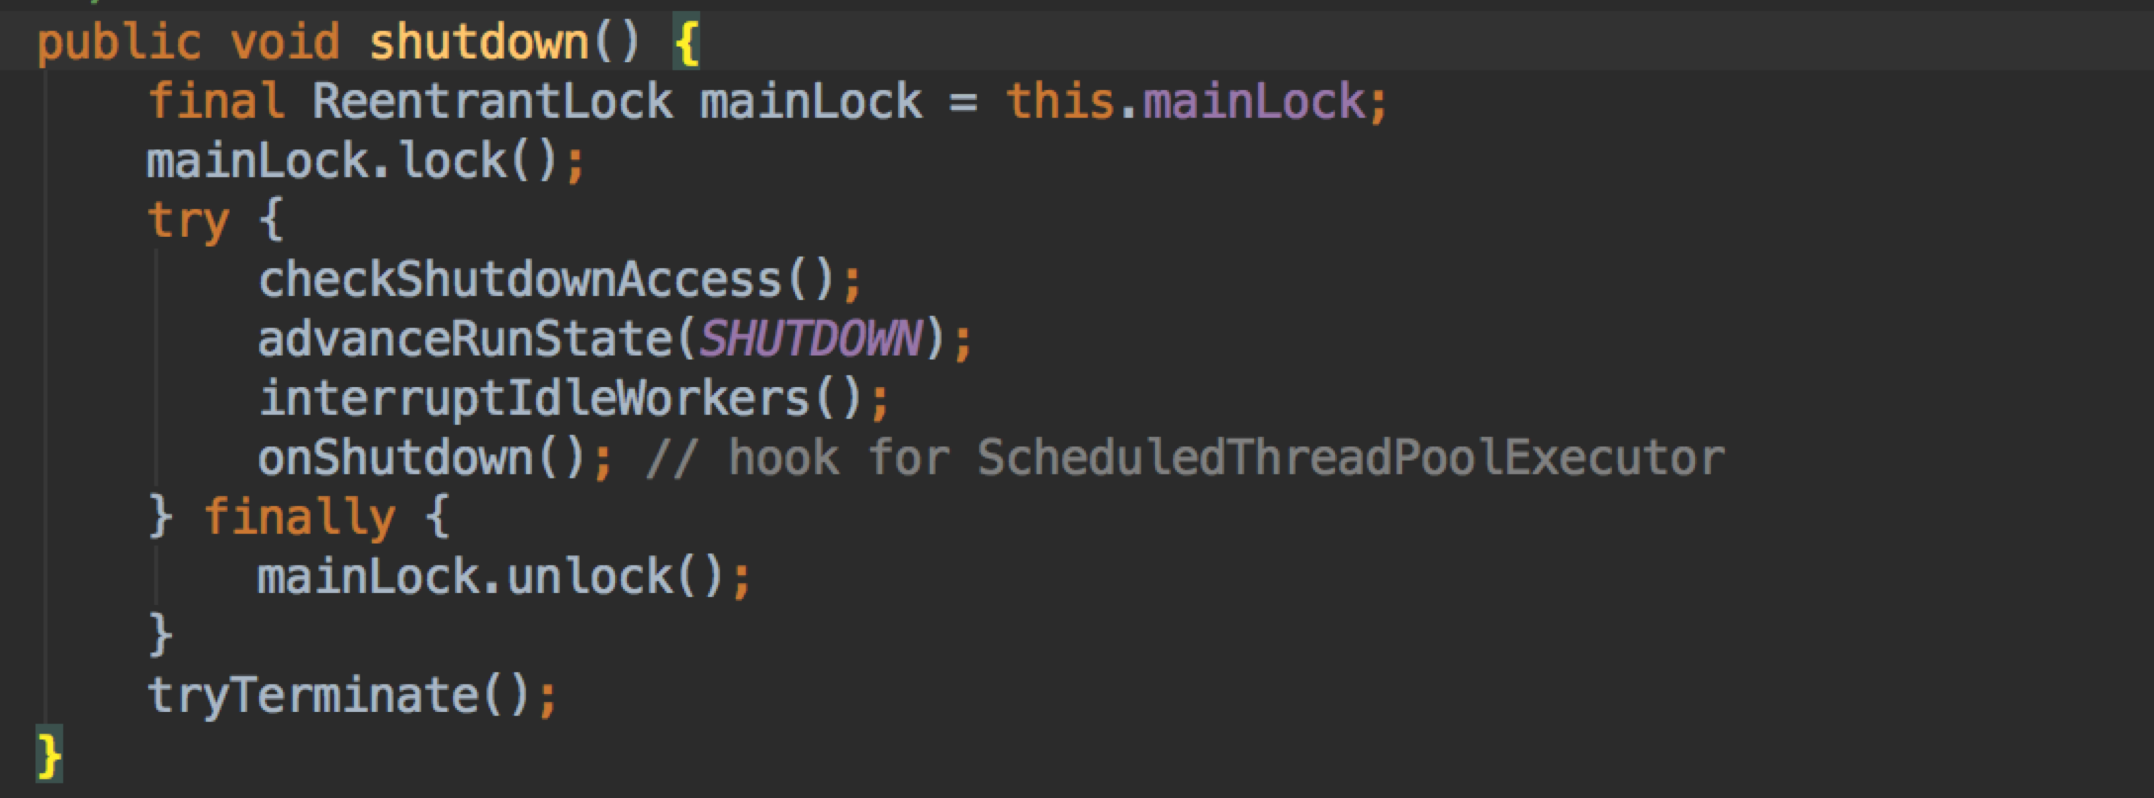 public void shutdown() {
    final ReentrantLock mainLock = this.mainLock;
    mainLock.lock();
    try {
        checkShutdownAccess();
        advanceRunState(SHUTDOWN);
        interruptIdleWorkers();
        onShutdown(); // hook for ScheduledThreadPoolExecutor
    } finally {
        mainLock.unlock();
    }
    tryTerminate();
}